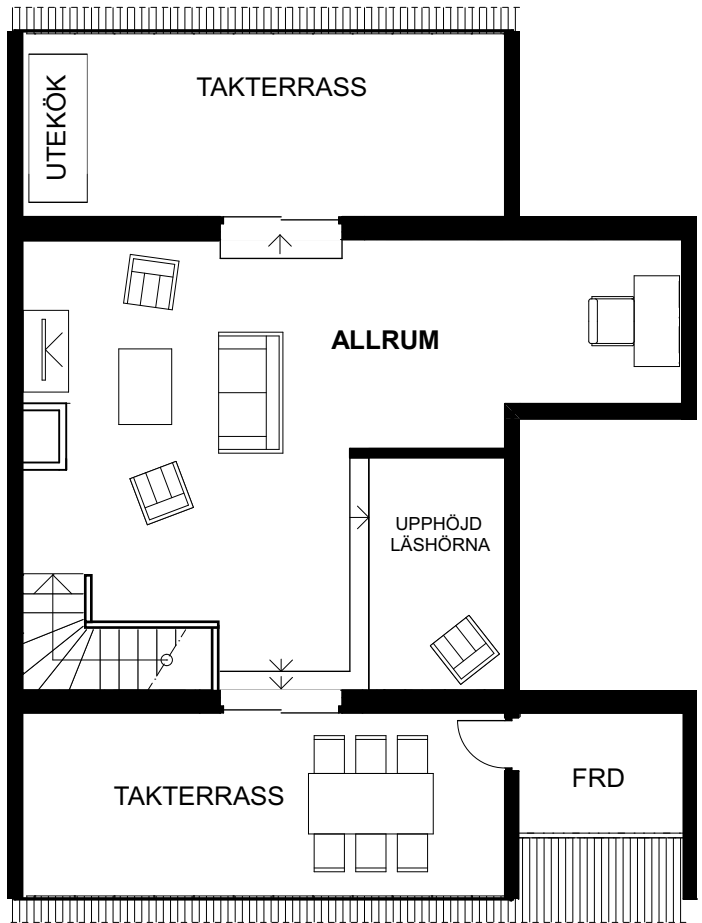 TAKTERRASS
UTEKÖK
ALLRUM
UPPHÖJD
LÄSHÖRNA
TAKTERRASS
FRD